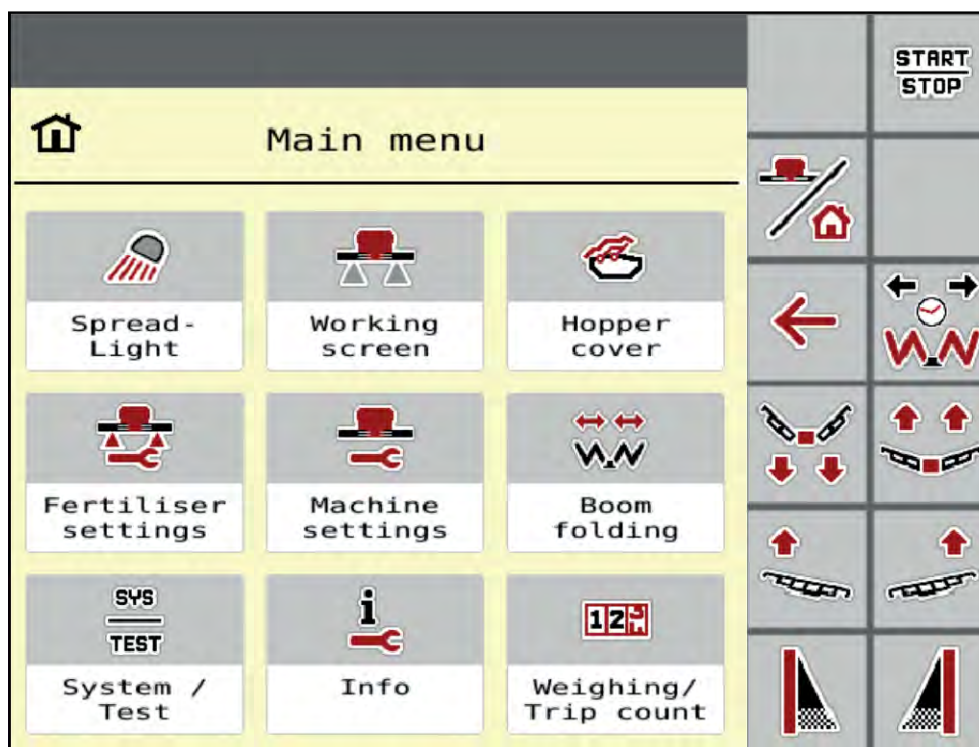 START
STOP
Main menu
Spread-
Light
Working
screen
Hopper
cover
Fertiliser
settings
Machine
settings
Boom
folding
SYS
TEST
i
12
System /
Test
Info
Weighing/
Trip count